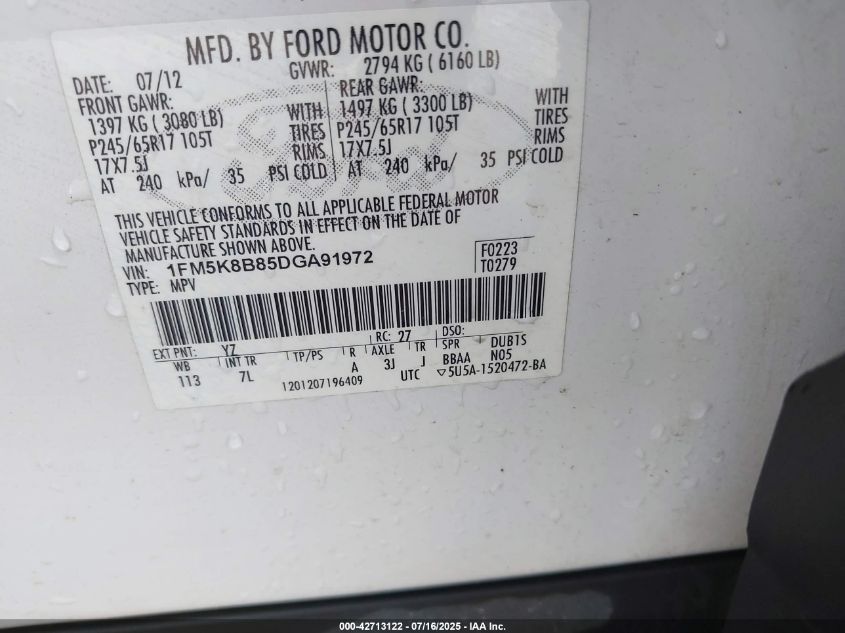 MFD. BY FORD MOTOR CO.
DATE: 07/12 GVWR: 2794 KG ( 6160 LB)
FRONT GAWR: REAR GAWR:
1397 KG ( 3080 LB) WITH 1497 KG ( 3300 LB) WITH
P245/65R17 105T TIRES P245/65R17 105T TIRES
17X7.5J RIMS 17X7.5J RIMS
AT 240 kPa/ 35 PSI COLD AT 240 kPa/ 35 PSI COLD
THIS VEHICLE CONFORMS TO ALL APPLICABLE FEDERAL MOTOR
VEHICLE SAFETY STANDARDS IN EFFECT ON THE DATE OF
MANUFACTURE SHOWN ABOVE.
VIN: 1FM5K8B85DGA91972 F0223
TYPE: MPV T0279
EXT PNT: YZ RC: 27 DSO:
WB INT TR TP/PS R AXLE TR SPR DUB1S
113 7L A 3J J BBAA N05
1201207196409 UTC ▽5U5A-1520472-BA
000-42713122 - 07/16/2025 - IAA Inc.